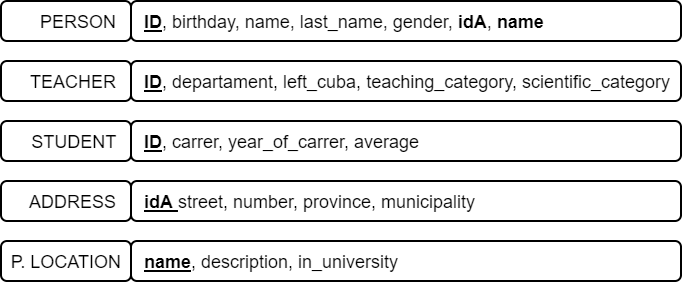 PERSON ID, birthday, name, last_name, gender, idA, name
TEACHER ID, departament, left_cuba, teaching_category, scientific_category
STUDENT ID, carrer, year_of_carrer, average
ADDRESS idA street, number, province, municipality
P. LOCATION name, description, in_university